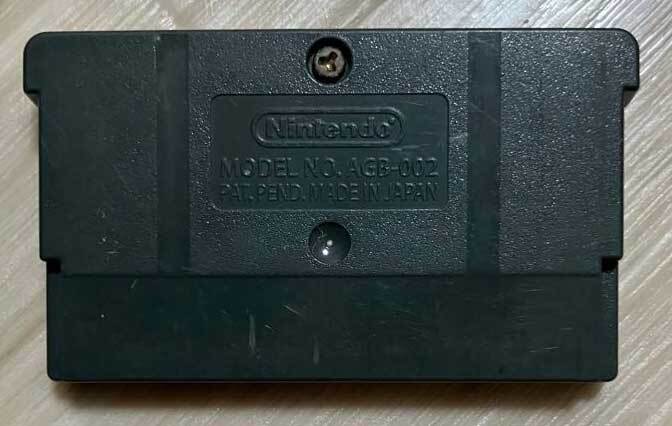 Nintendo®
MODEL NO. AGB-002
PAT. PEND. MADE IN JAPAN